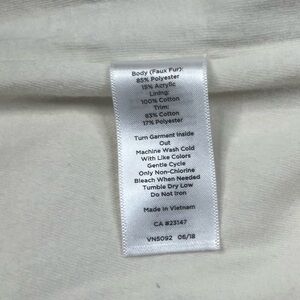 Body (Faux Fur):
85% Polyester
15% Acrylic
Lining:
100% Cotton
Trim:
83% Cotton
17% Polyester
Turn Garment Inside
Out
Machine Wash Cold
With Like Colors
Gentle Cycle
Only Non-Chlorine
Bleach When Needed
Tumble Dry Low
Do Not Iron
Made in Vietnam
CA #23147
VN5092 06/18